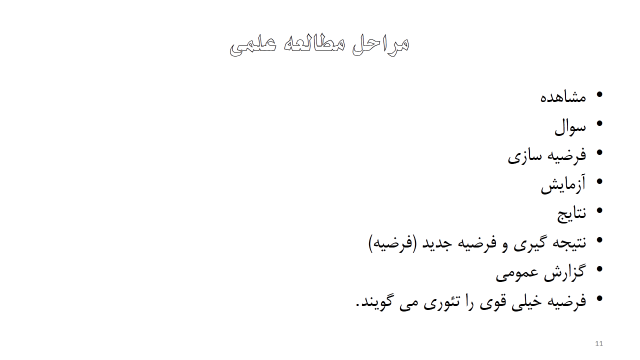 مراحل مطالعه علمی
• مشاهده
• سوال
• فرضیه سازی
• آزمایش
• نتایج
• نتیجه گیری و فرضیه جدید (فرضیه)
• گزارش عمومی
• فرضیه خیلی قوی را تئوری می گویند.
11